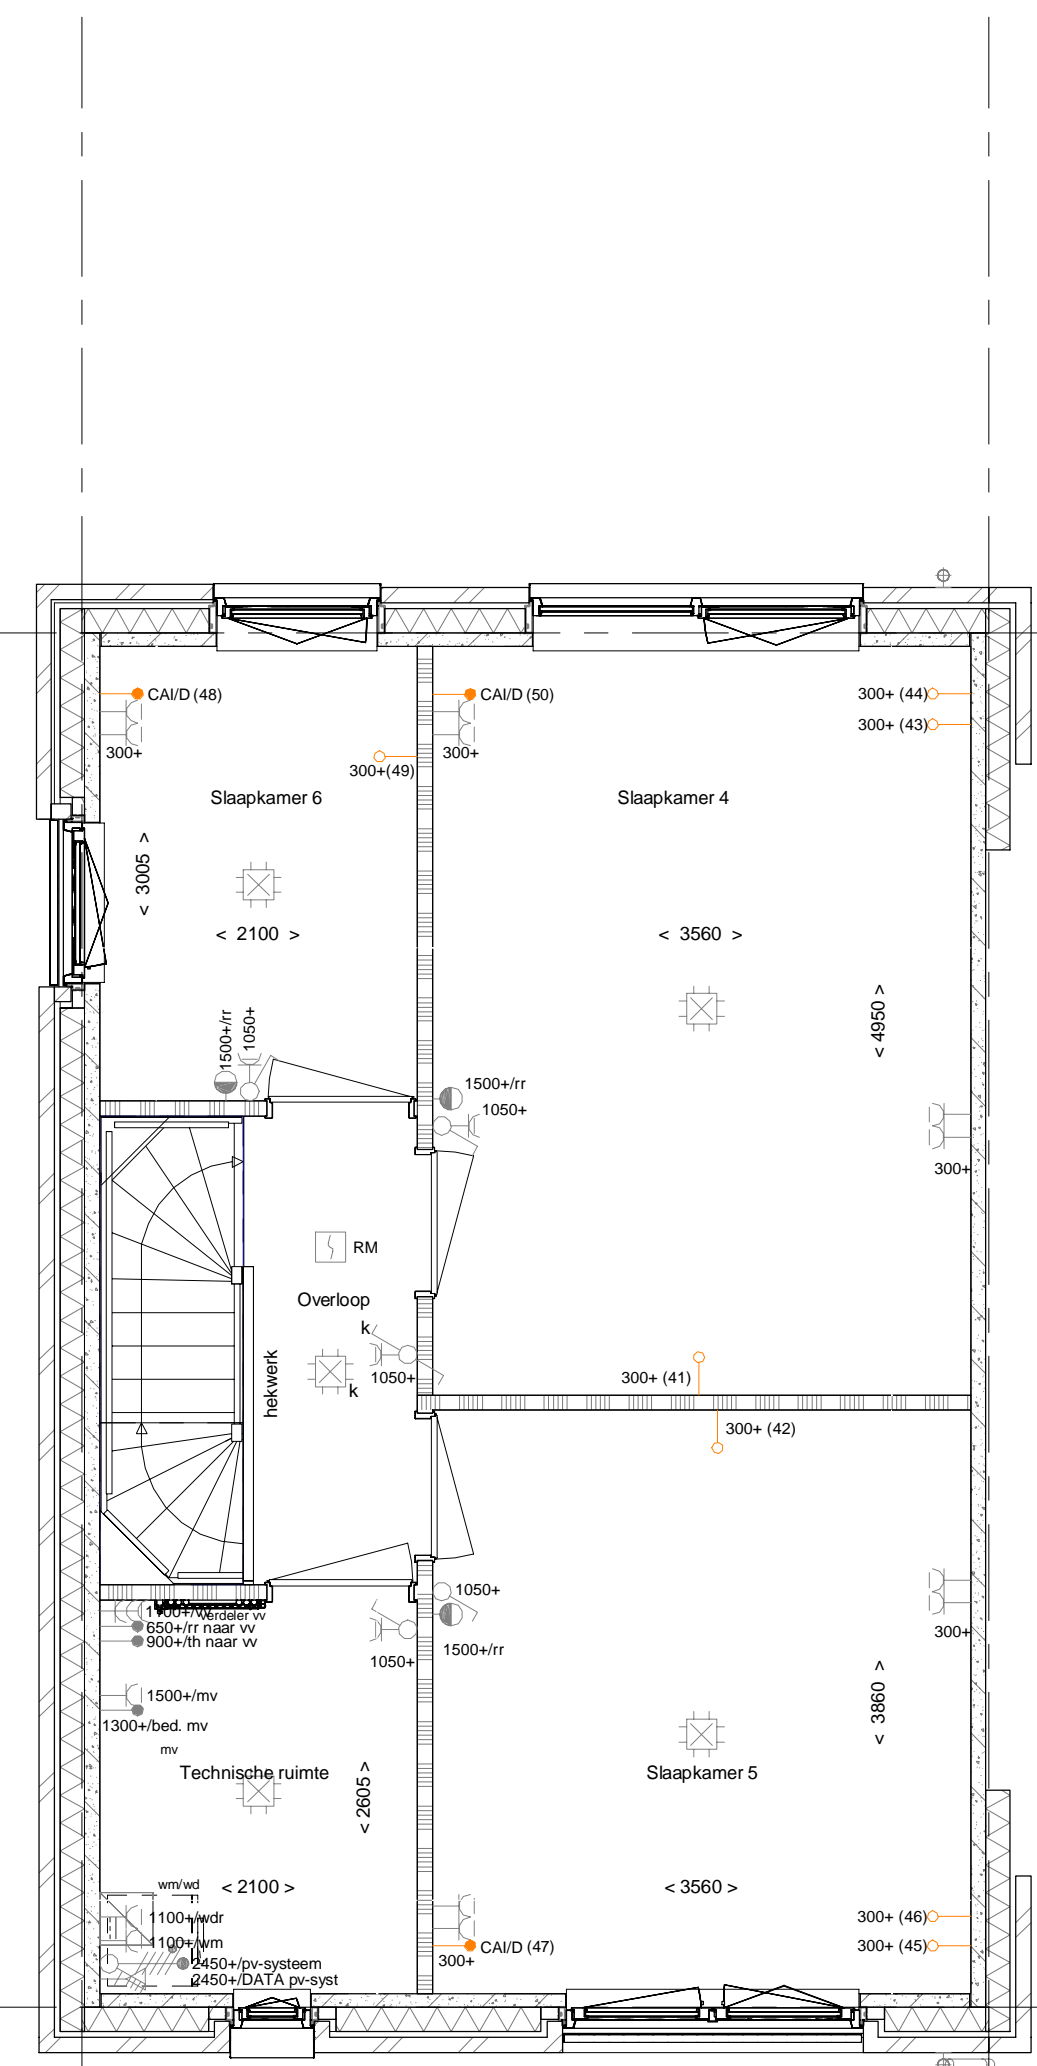 CAI/D (48)
300+
CAI/D (50)
300+
300+ (44)
300+ (43)
300+(49)
Slaapkamer 6
Slaapkamer 4
< 3005 >
< 2100 >
< 3560 >
< 4950 >
1500+/rr
1050+
1500+/rr
1050+
300+
RM
Overloop
k
1050+
k
hekwerk
300+ (41)
300+ (42)
1100+/vv
verdeler vv
650+/rr naar vv
900+/th naar vv
1050+
1050+
1500+/rr
300+
1500+/mv
1300+/bed. mv
mv
Technische ruimte
< 2605 >
< 3860 >
Slaapkamer 5
wm/wd
< 2100 >
< 3560 >
1100+/wdr
1100+/wm
2450+/pv-systeem
2450+/DATA pv-syst
300+
CAI/D (47)
300+ (46)
300+ (45)